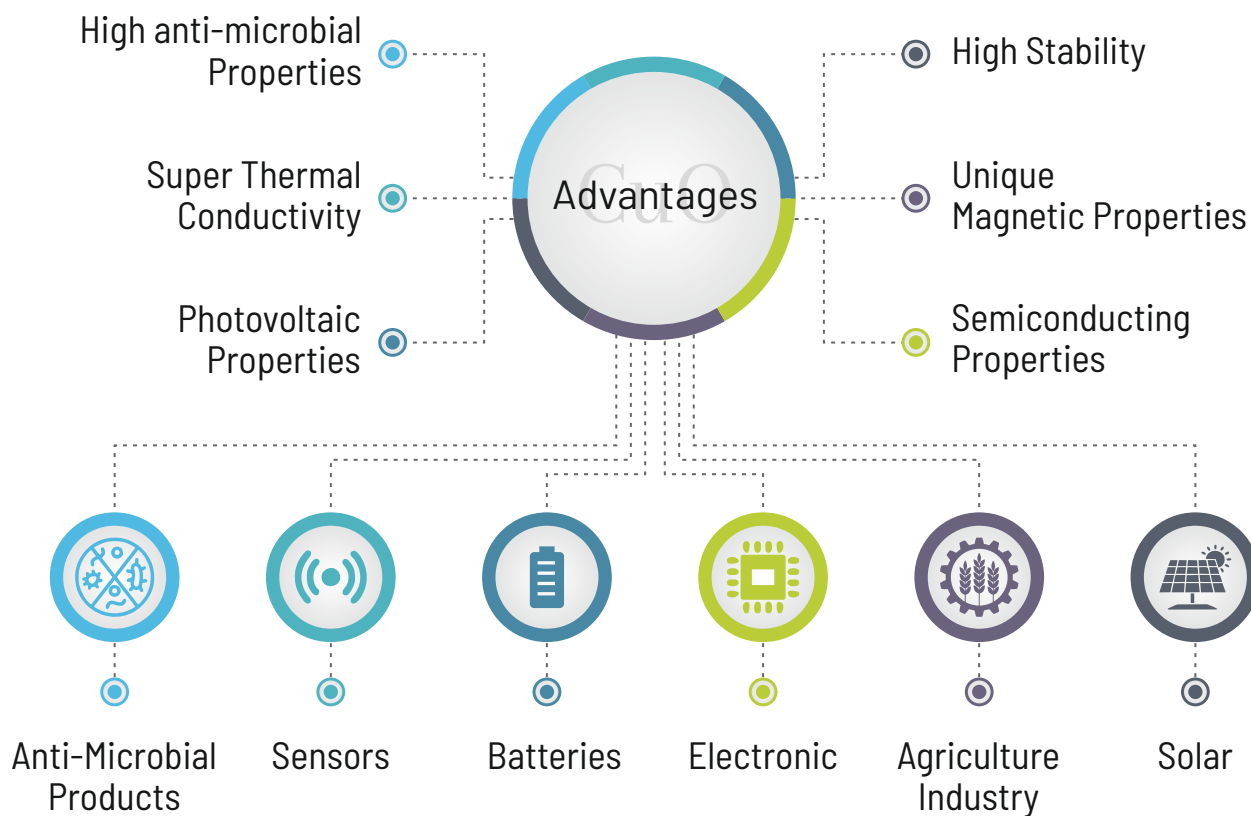 High anti-microbial
Properties
High Stability
CuO
Advantages
Super Thermal
Conductivity
Unique
Magnetic Properties
Photovoltaic
Properties
Semiconducting
Properties
Anti-Microbial
Products
Sensors
Batteries
Electronic
Agriculture
Industry
Solar